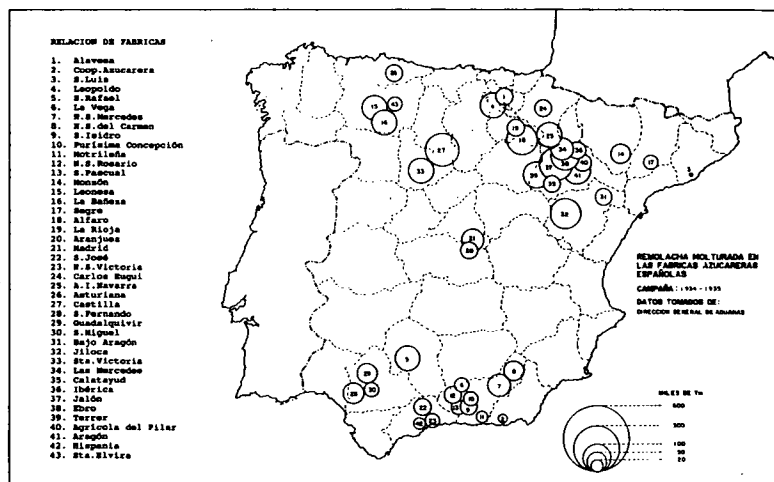 RELACION DE FABRICAS
1. Alavesa
2. Coop.Azucarera
3. S.Luis
4. Leopoldo
5. S.Rafael
6. La Vega
7. N.S.Mercedes
8. N.S.del Carmen
9. S.Isidro
10. Purísima Concepción
11. Motrileña
12. N.S.Rosario
13. S.Pascual
14. Monzón
15. Leonesa
16. La Bañeza
17. Segre
18. Alfaro
19. La Rioja
20. Aranjuez
21. Madrid
22. S.José
23. N.S.Victoria
24. Carlos Eugui
25. A.I.Navarra
26. Asturiana
27. Castilla
28. S.Fernando
29. Guadalquivir
30. S.Miguel
31. Bajo Aragón
32. Jiloca
33. Sta.Victoria
34. Las Mercedes
35. Calatayud
36. Ibérica
37. Jalón
38. Ebro
39. Terrer
40. Agrícola del Pilar
41. Aragón
42. Hispania
43. Sta.Elvira
REMOLACHA MOLTURADA EN
LAS FABRICAS AZUCARERAS
ESPAÑOLAS
CAMPAÑA: 1934-1935
DATOS TOMADOS DE:
DIRECCION GENERAL DE ADUANAS
MILES DE Tm
600
300
100
50
20